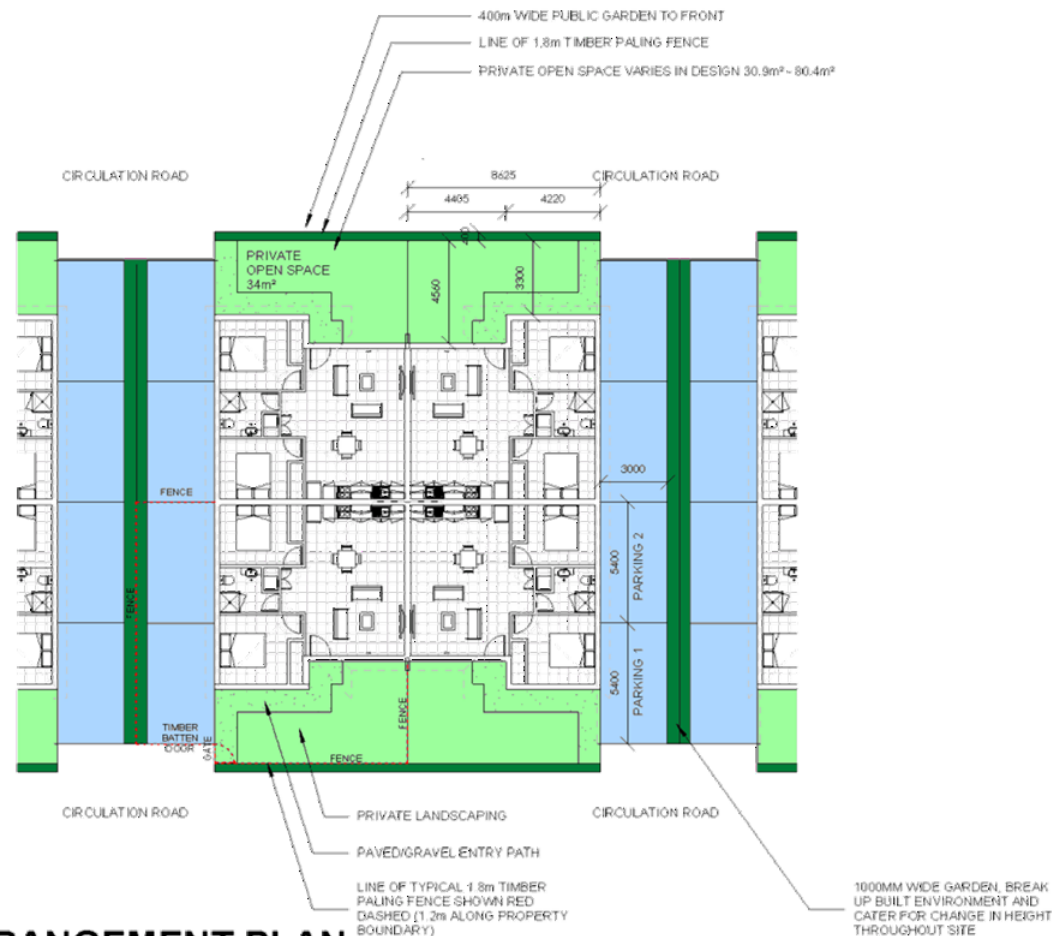 400m WIDE PUBLIC GARDEN TO FRONT
LINE OF 1.8m TIMBER PALING FENCE
PRIVATE OPEN SPACE VARIES IN DESIGN 30.9m² - 80.4m²
CIRCULATION ROAD
8625
CIRCULATION ROAD
4405
4220
PRIVATE
OPEN SPACE
34m²
400
4560
3300
FENCE
3000
FENCE
5400
PARKING 2
5400
PARKING 1
FENCE
TIMBER
BATTEN
DOOR
GATE
FENCE
CIRCULATION ROAD
CIRCULATION ROAD
PRIVATE LANDSCAPING
PAVED/GRAVEL ENTRY PATH
LINE OF TYPICAL 1.8m TIMBER
PALING FENCE SHOWN RED
DASHED (1.2m ALONG PROPERTY
BOUNDARY)
1000MM WIDE GARDEN, BREAK
UP BUILT ENVIRONMENT AND
CATER FOR CHANGE IN HEIGHT
THROUGHOUT SITE
RANGEMENT PLAN